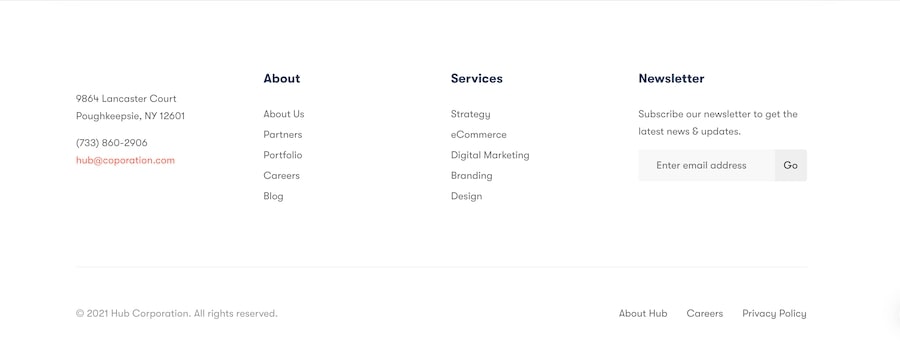 9864 Lancaster Court
Poughkeepsie, NY 12601
(733) 860-2906
hub@coporation.com
About
About Us
Partners
Portfolio
Careers
Blog
Services
Strategy
eCommerce
Digital Marketing
Branding
Design
Newsletter
Subscribe our newsletter to get the
latest news & updates.
Enter email address Go
© 2021 Hub Corporation. All rights reserved.
About Hub Careers Privacy Policy